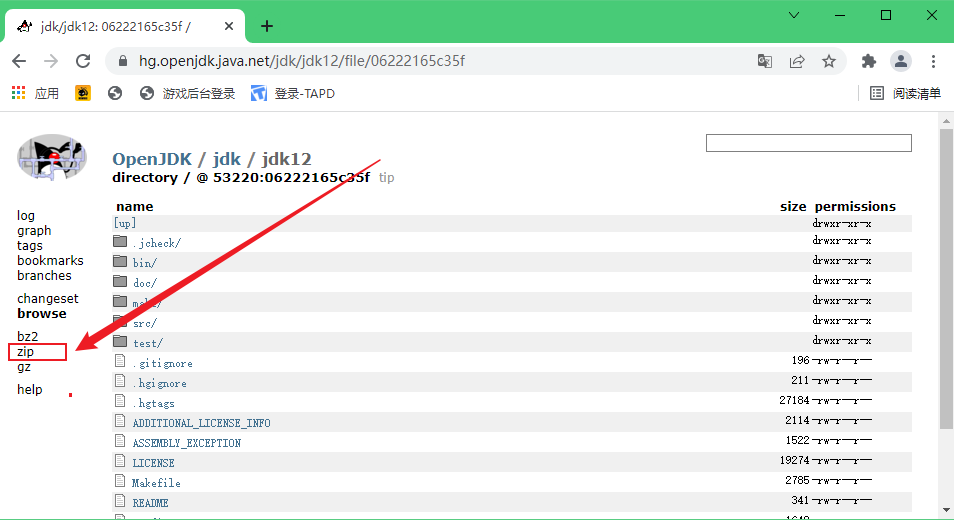 jdk/jdk12: 06222165c35f /
hg.openjdk.java.net/jdk/jdk12/file/06222165c35f
应用 游戏后台登录 登录-TAPD 阅读清单
OpenJDK / jdk / jdk12
directory / @ 53220:06222165c35f tip
log
graph
tags
bookmarks
branches
changeset
browse
bz2
zip
gz
help
name size permissions
[up] drwxr-xr-x
.jcheck/ drwxr-xr-x
bin/ drwxr-xr-x
doc/ drwxr-xr-x
make/ drwxr-xr-x
src/ drwxr-xr-x
test/ drwxr-xr-x
.gitignore 196 -rw-r--r--
.hgignore 211 -rw-r--r--
.hgtags 27184 -rw-r--r--
ADDITIONAL_LICENSE_INFO 2114 -rw-r--r--
ASSEMBLY_EXCEPTION 1522 -rw-r--r--
LICENSE 19274 -rw-r--r--
Makefile 2785 -rw-r--r--
README 341 -rw-r--r--